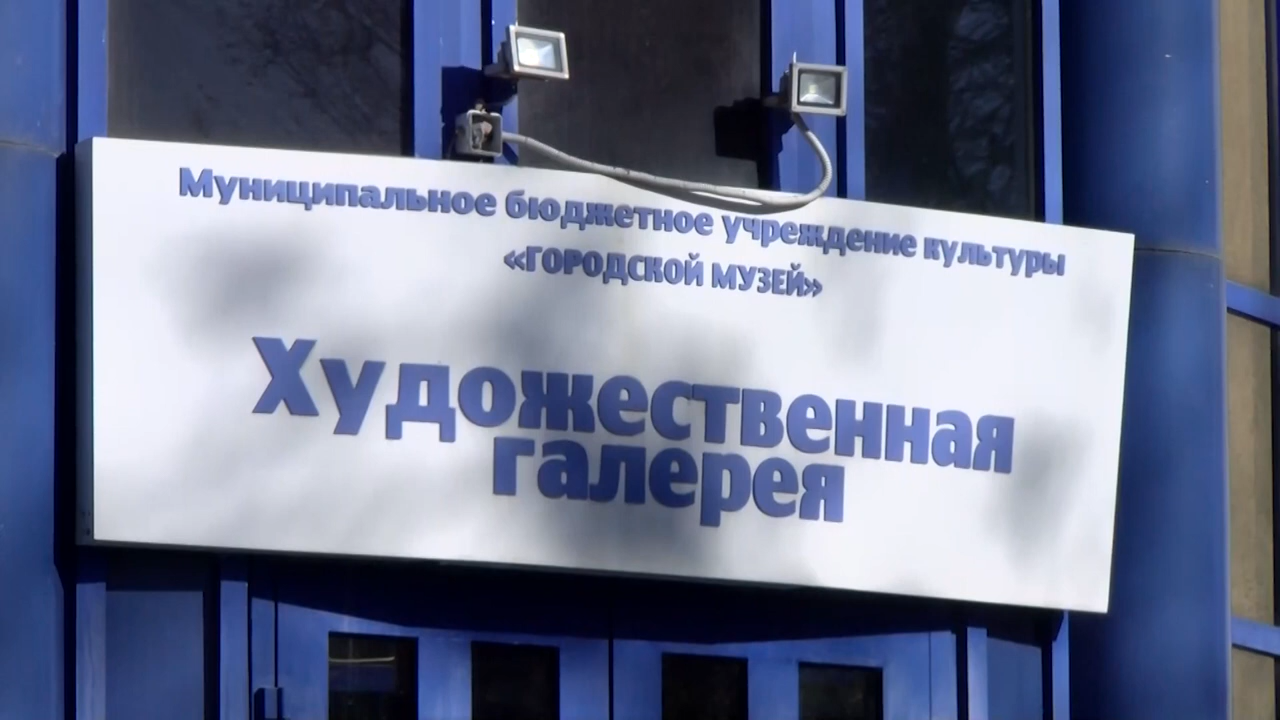 Муниципальное бюджетное учреждение культуры
«ГОРОДСКОЙ МУЗЕЙ»
Художественная
галерея